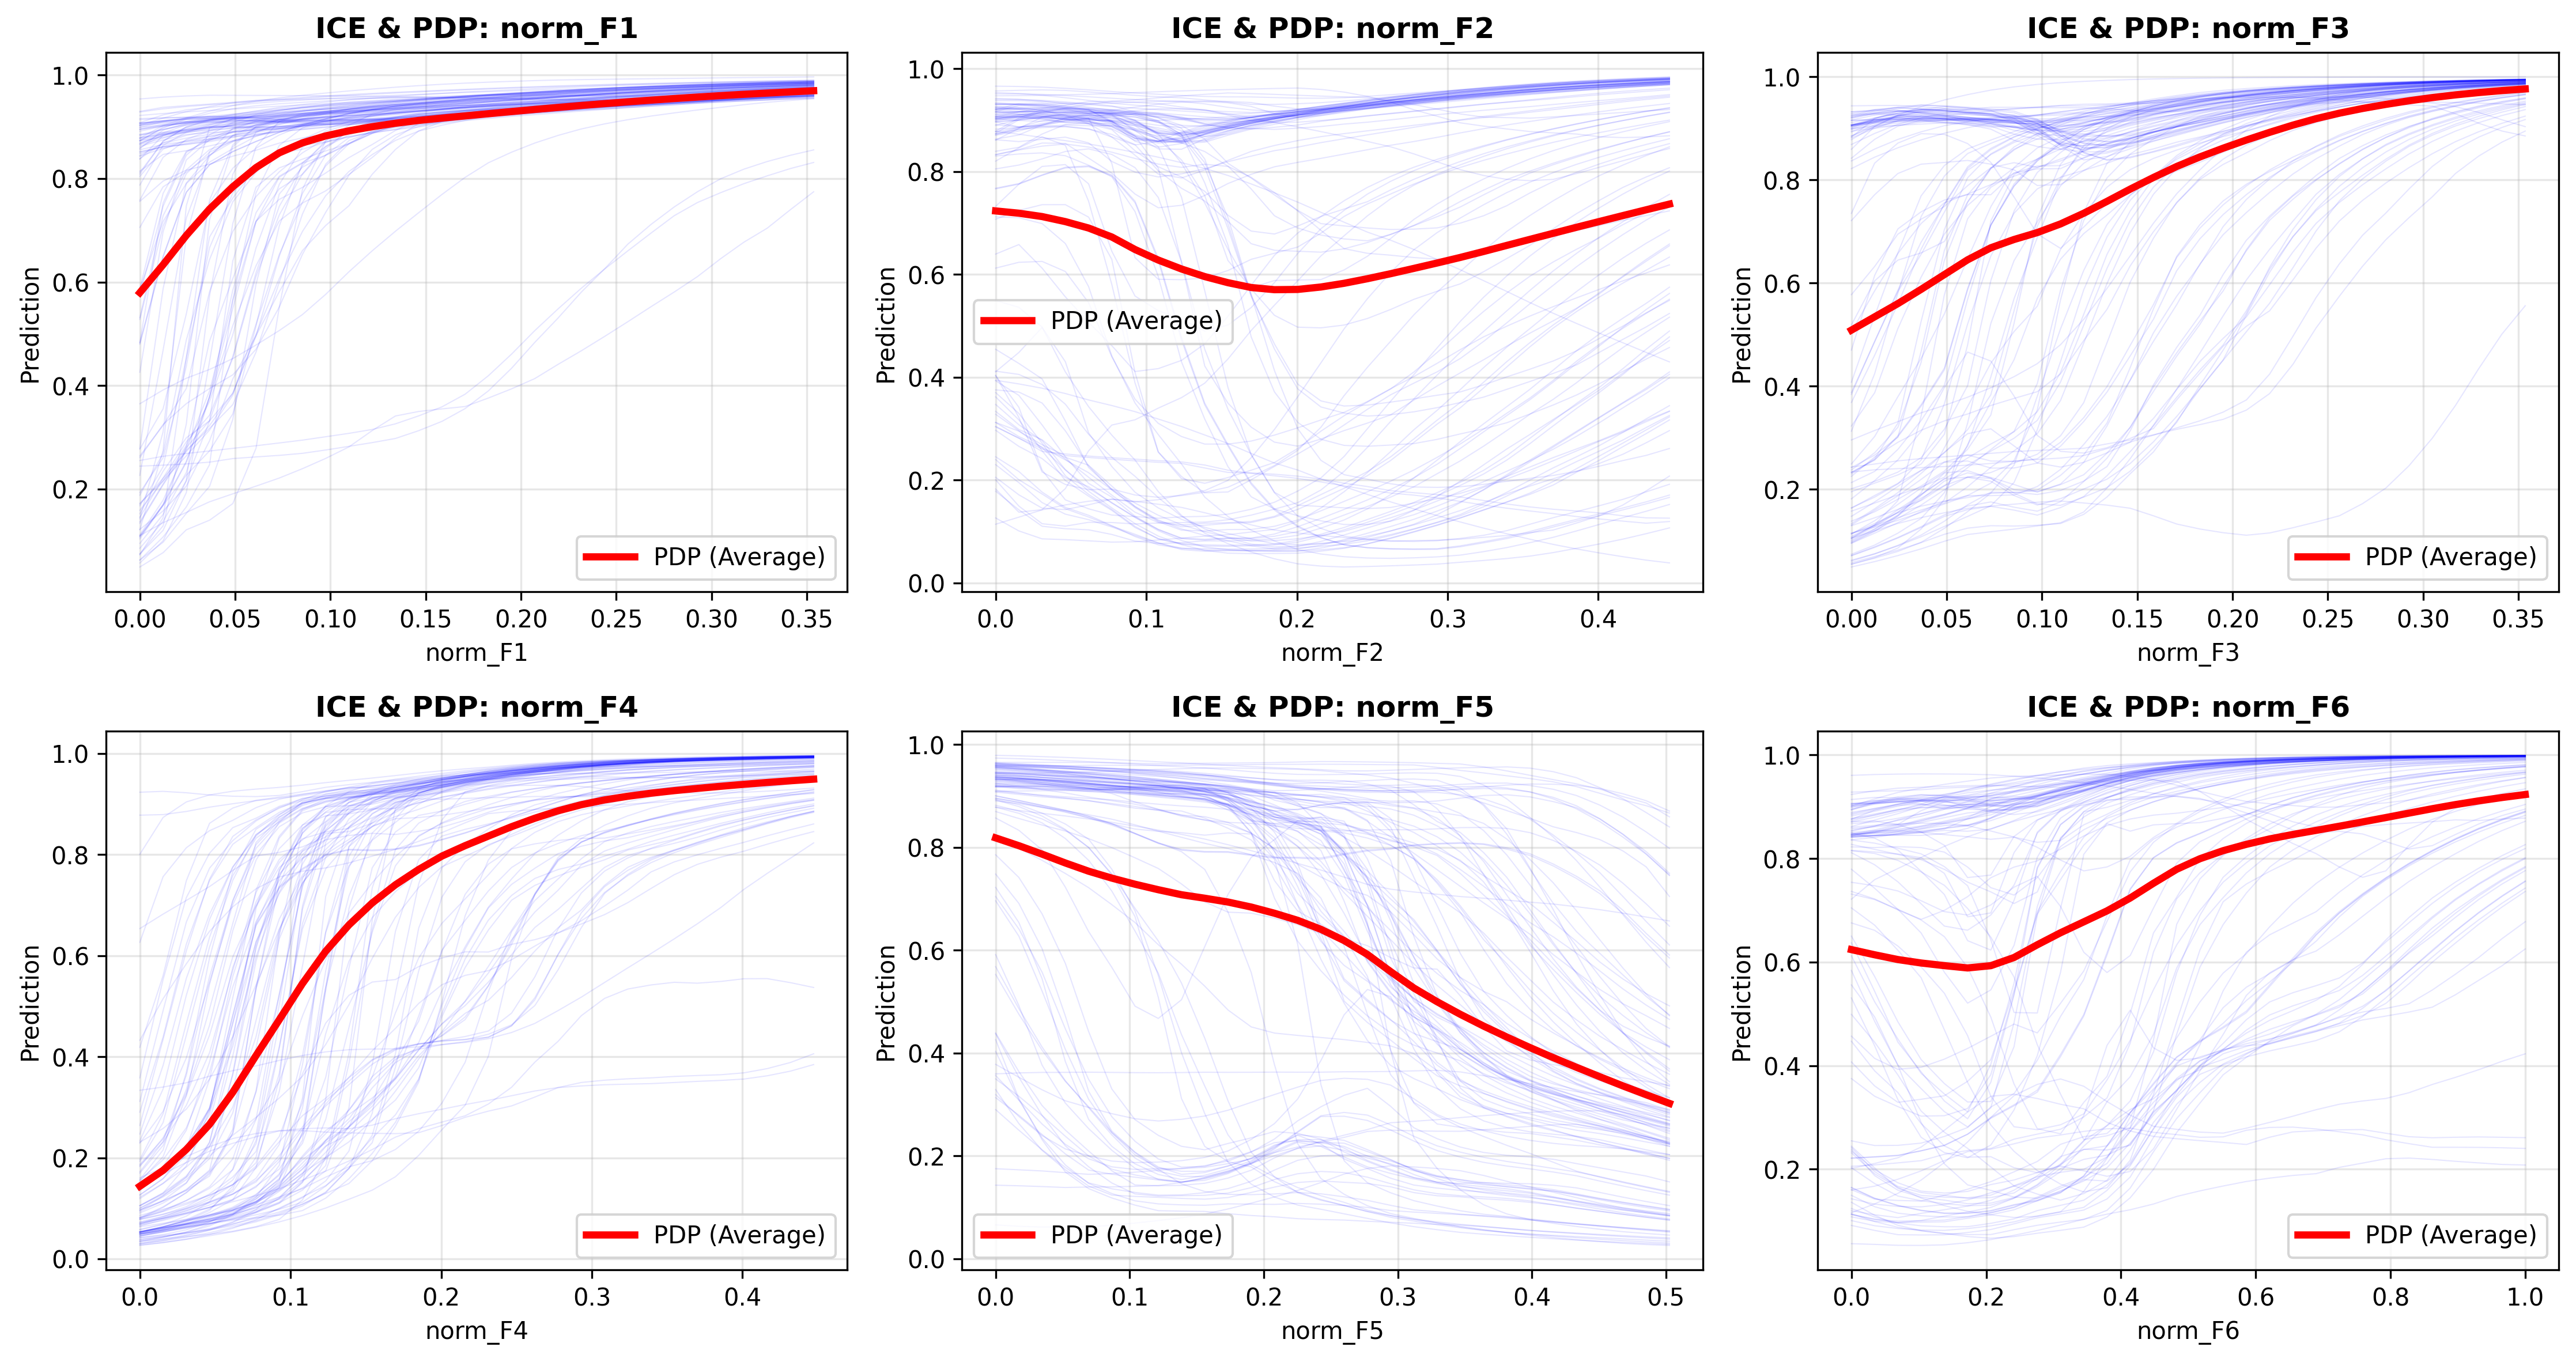 ICE & PDP: norm_F1
1.0
0.8
0.6
0.4
0.2
Prediction
PDP (Average)
0.00 0.05 0.10 0.15 0.20 0.25 0.30 0.35
norm_F1
ICE & PDP: norm_F2
1.0
0.8
0.6
0.4
0.2
0.0
Prediction
PDP (Average)
0.0 0.1 0.2 0.3 0.4
norm_F2
ICE & PDP: norm_F3
1.0
0.8
0.6
0.4
0.2
Prediction
PDP (Average)
0.00 0.05 0.10 0.15 0.20 0.25 0.30 0.35
norm_F3
ICE & PDP: norm_F4
1.0
0.8
0.6
0.4
0.2
0.0
Prediction
PDP (Average)
0.0 0.1 0.2 0.3 0.4
norm_F4
ICE & PDP: norm_F5
1.0
0.8
0.6
0.4
0.2
0.0
Prediction
PDP (Average)
0.0 0.1 0.2 0.3 0.4 0.5
norm_F5
ICE & PDP: norm_F6
1.0
0.8
0.6
0.4
0.2
Prediction
PDP (Average)
0.0 0.2 0.4 0.6 0.8 1.0
norm_F6